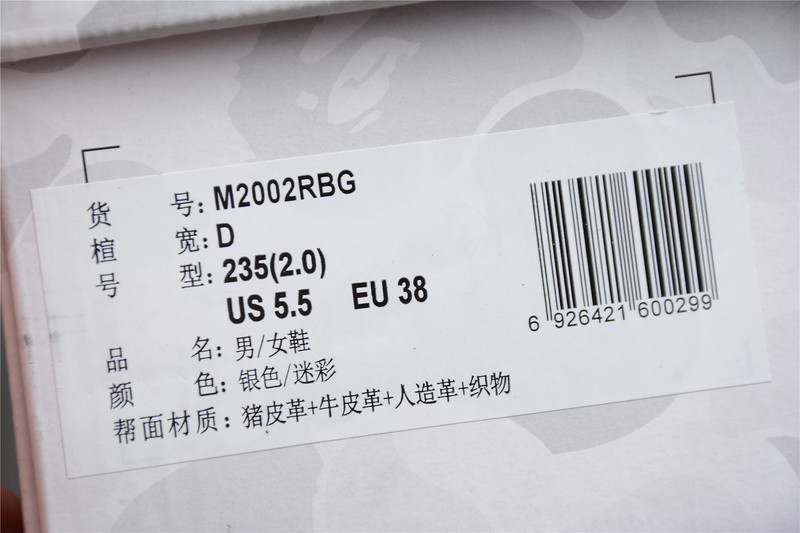 货号: M2002RBG
楦宽: D
号型: 235(2.0)
US 5.5 EU 38
品名: 男/女鞋
颜色: 银色/迷彩
帮面材质: 猪皮革+牛皮革+人造革+织物
6 926421 600299